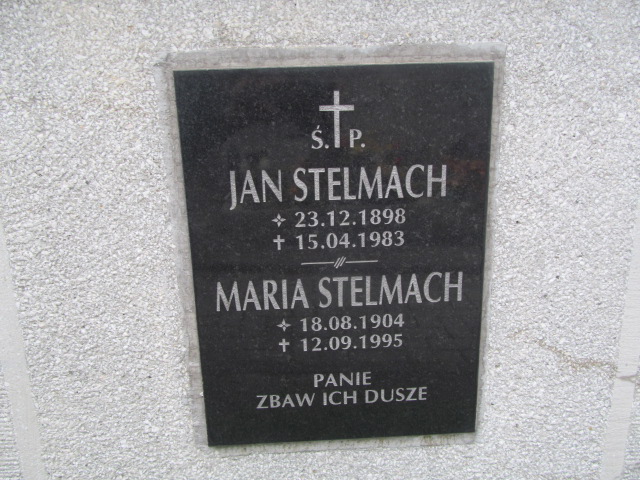 Ś. P.
JAN STELMACH
✧ 23.12.1898
✝ 15.04.1983
MARIA STELMACH
✧ 18.08.1904
✝ 12.09.1995
PANIE
ZBAW ICH DUSZE